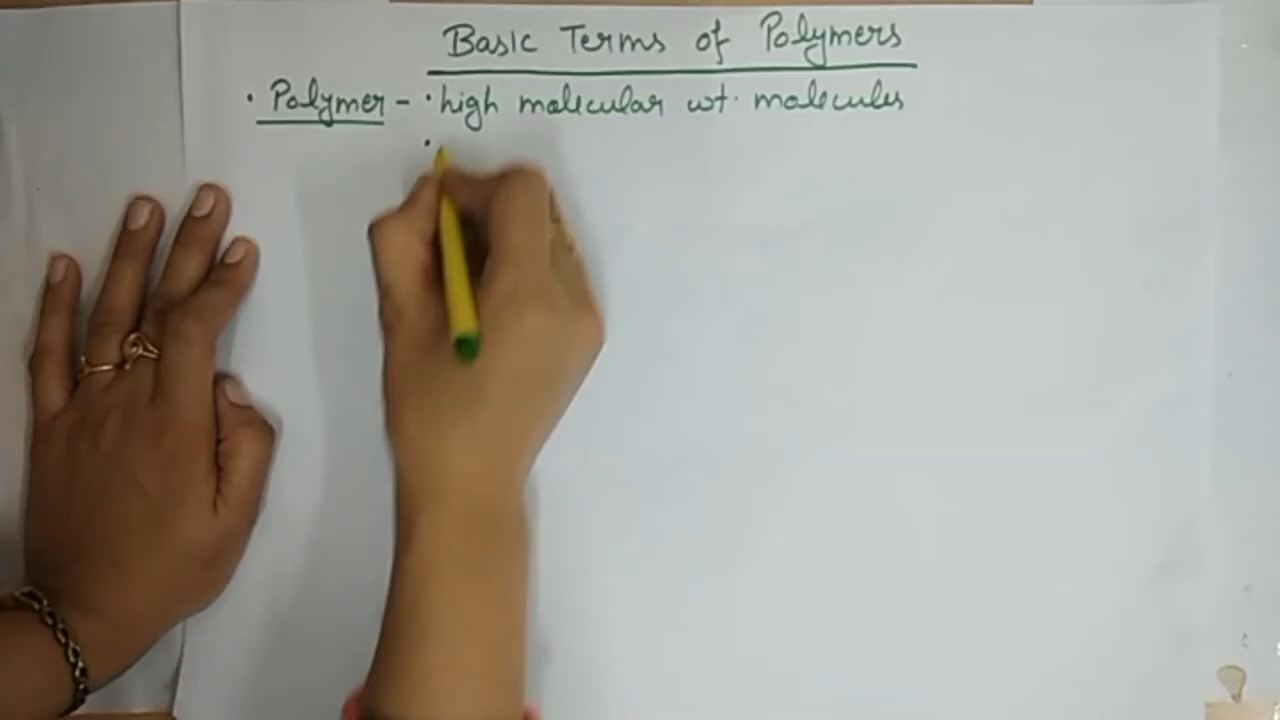 Basic Terms of Polymers
· Polymer - · high molecular wt. molecules
·